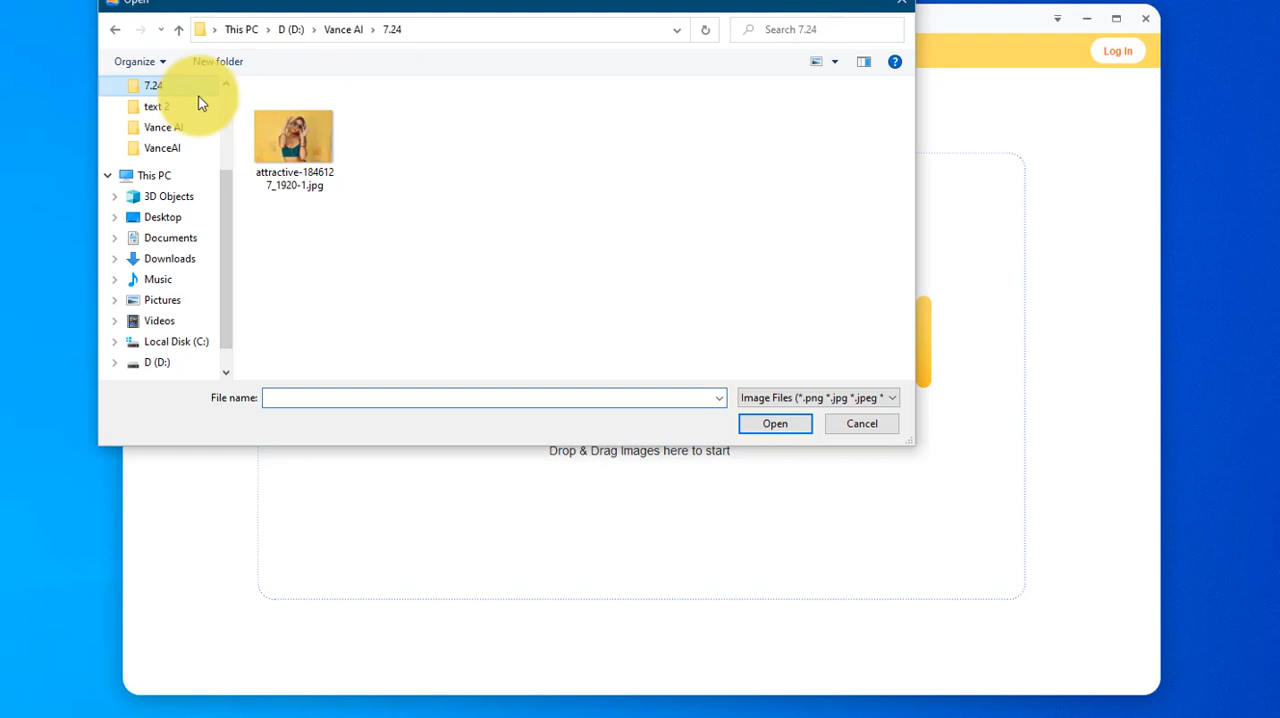 Open
This PC
D (D:)
Vance AI
7.24
Search 7.24
Log In
Organize
New folder
7.24
text 2
Vance AI
VanceAI
This PC
3D Objects
Desktop
Documents
Downloads
Music
Pictures
Videos
Local Disk (C:)
D (D:)
attractive-184612
7_1920-1.jpg
File name:
Image Files (*.png *.jpg *.jpeg *
Open
Cancel
Drop & Drag Images here to start